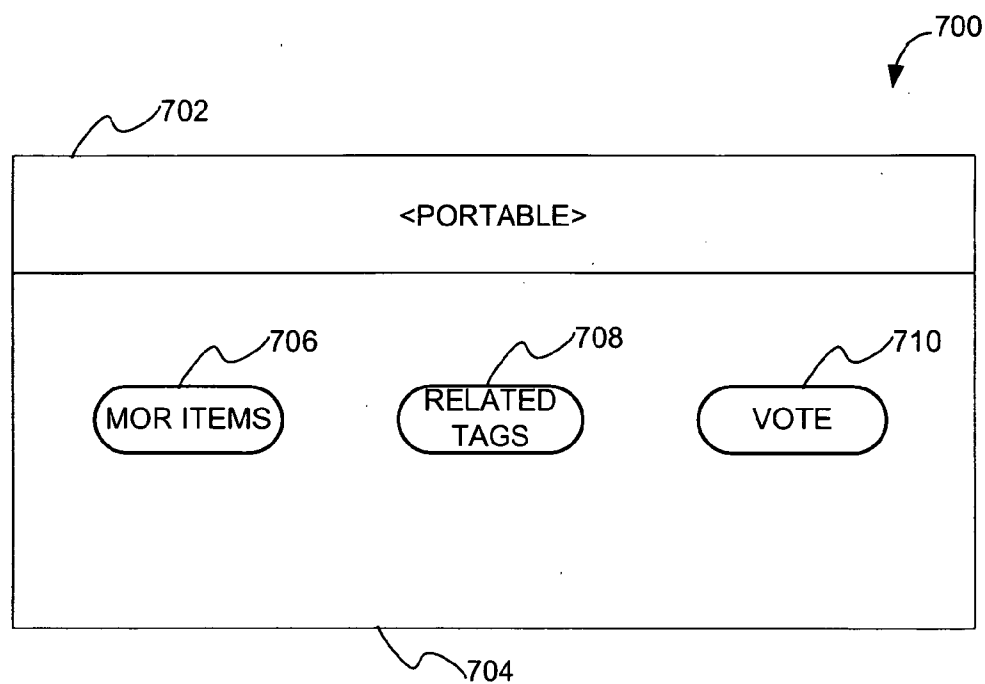 700
702
<PORTABLE>
706
708
710
MOR ITEMS
RELATED
TAGS
VOTE
704